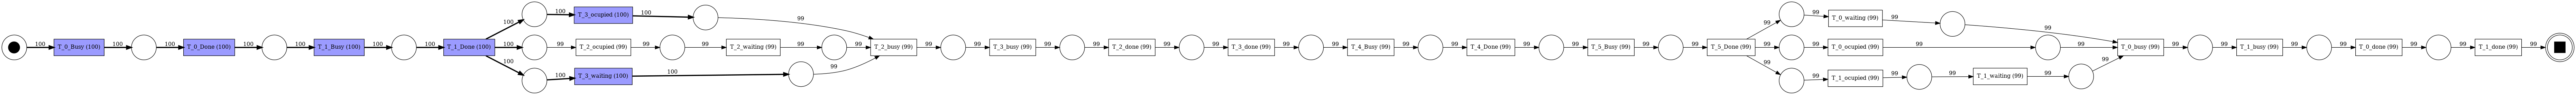 100
T_0_Busy (100)
100
100
T_0_Done (100)
100
100
T_1_Busy (100)
100
100
T_1_Done (100)
100
100
T_3_ocupied (100)
100
99
100
99
T_2_ocupied (99)
99
99
T_2_waiting (99)
99
99
100
100
T_3_waiting (100)
100
99
T_2_busy (99)
99
99
T_3_busy (99)
99
99
T_2_done (99)
99
99
T_3_done (99)
99
99
T_4_Busy (99)
99
99
T_4_Done (99)
99
99
T_5_Busy (99)
99
99
T_5_Done (99)
99
99
T_0_waiting (99)
99
99
99
99
T_0_ocupied (99)
99
99
99
99
T_1_ocupied (99)
99
99
T_1_waiting (99)
99
99
T_0_busy (99)
99
99
T_1_busy (99)
99
99
T_0_done (99)
99
99
T_1_done (99)
99